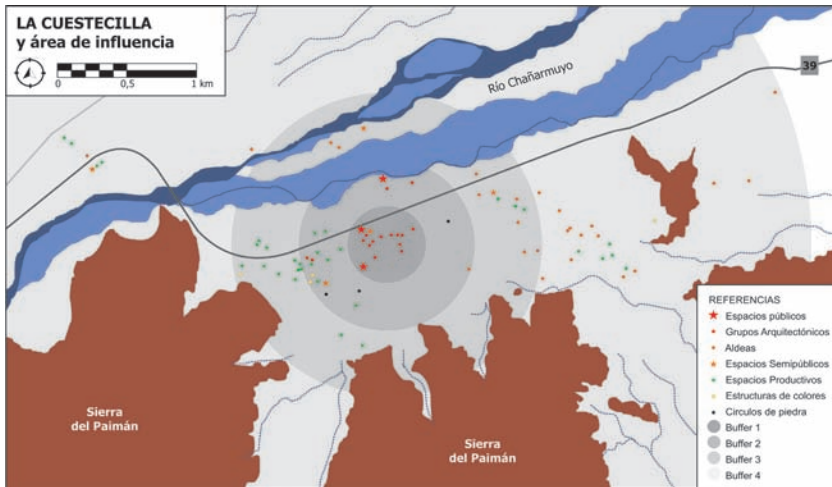 LA CUESTECILLA
y área de influencia
0 0,5 1 km
Río Chañarmuyo
39
Sierra
del Paimán
Sierra
del Paimán
REFERENCIAS
Espacios públicos
Grupos Arquitectónicos
Aldeas
Espacios Semipúblicos
Espacios Productivos
Estructuras de colores
Circulos de piedra
Buffer 1
Buffer 2
Buffer 3
Buffer 4